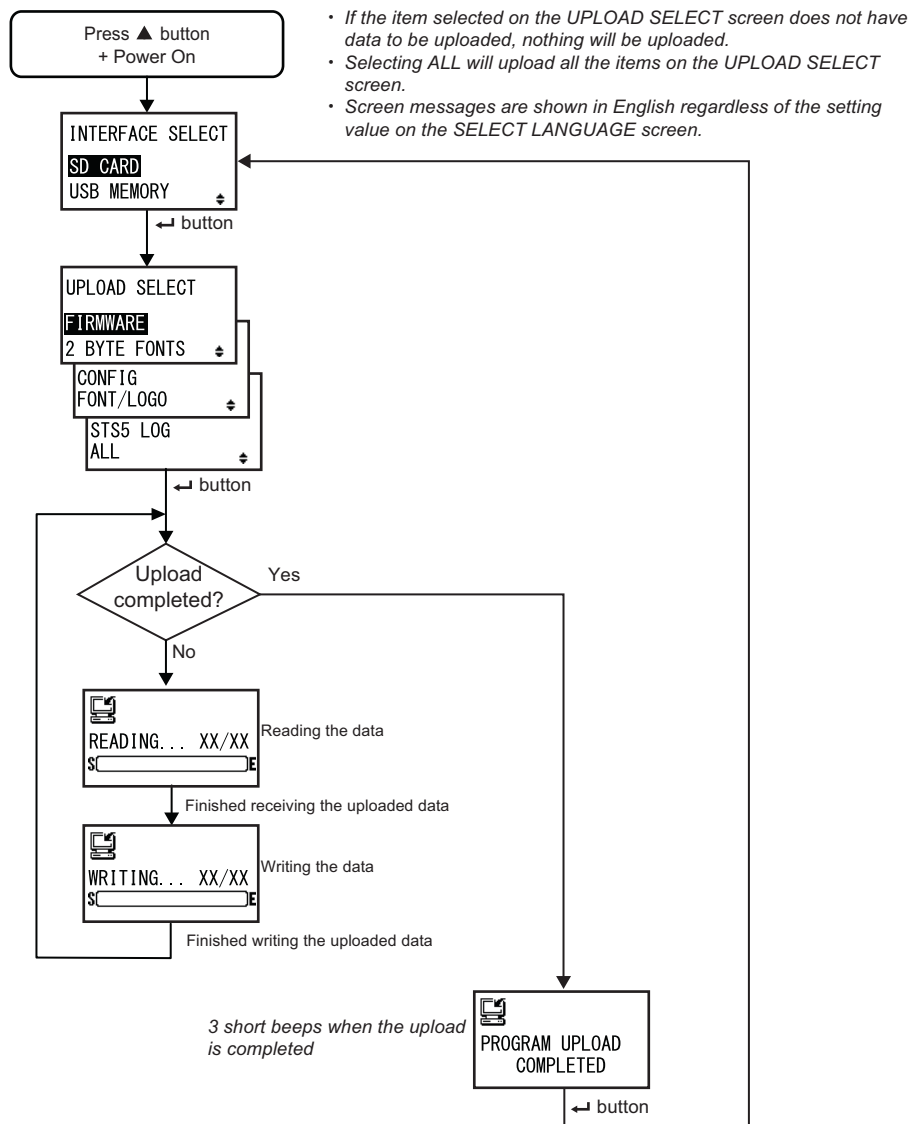 Press ▲ button
+ Power On
・ If the item selected on the UPLOAD SELECT screen does not have
data to be uploaded, nothing will be uploaded.
・ Selecting ALL will upload all the items on the UPLOAD SELECT
screen.
・ Screen messages are shown in English regardless of the setting
value on the SELECT LANGUAGE screen.
INTERFACE SELECT
SD CARD
USB MEMORY
↵ button
UPLOAD SELECT
FIRMWARE
2 BYTE FONTS
CONFIG
FONT/LOGO
STS5 LOG
ALL
↵ button
Upload
completed?
Yes
No
READING... XX/XX
S E
Reading the data
Finished receiving the uploaded data
WRITING... XX/XX
S E
Writing the data
Finished writing the uploaded data
3 short beeps when the upload
is completed
PROGRAM UPLOAD
COMPLETED
↵ button